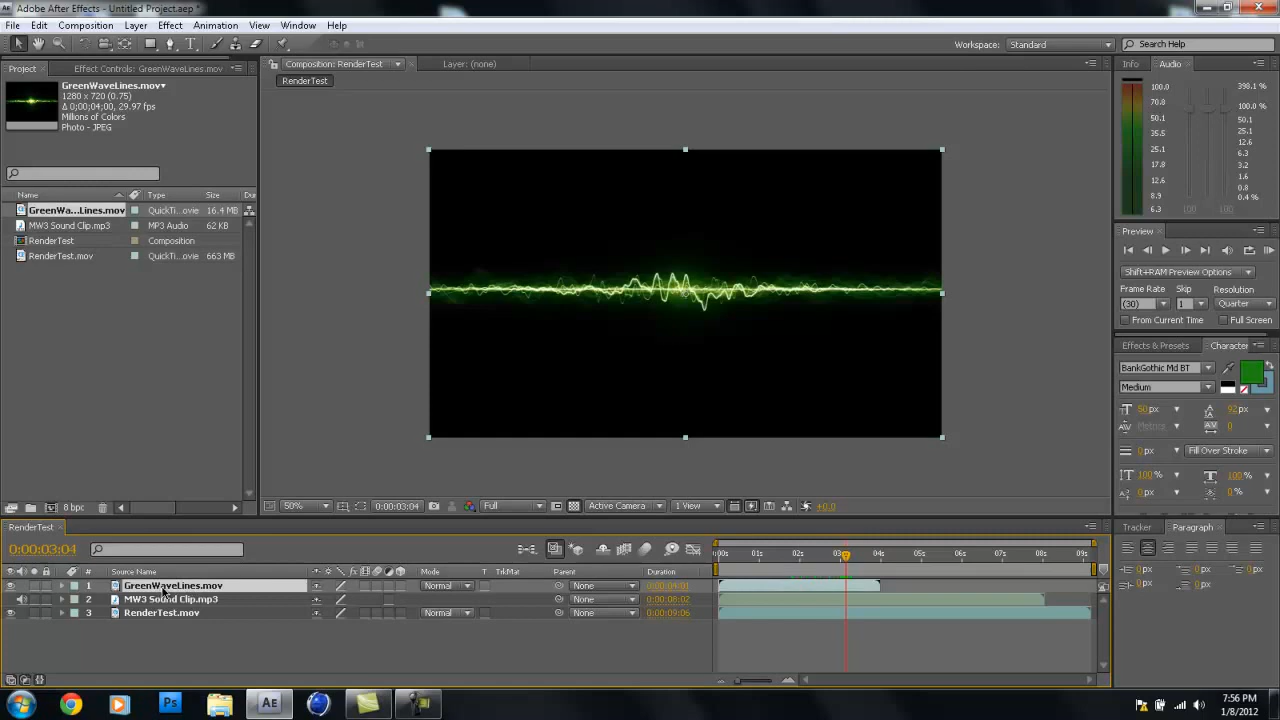 Adobe After Effects - Untitled Project.aep *
File Edit Composition Layer Effect Animation View Window Help
Workspace: Standard Search Help
Project Effect Controls: GreenWaveLines.mov
Composition: RenderTest Layer: (none)
Info Audio
RenderTest
GreenWaveLines.mov
1280 x 720 (0.75)
Δ 0;00;04;00, 29.97 fps
Millions of Colors
Photo - JPEG
100.0 398.1 %
70.8 100.0 %
50.1 50.1
35.5 25.1
25.1 12.6
17.8 6.3
12.6 3.2
8.9 1.6
6.3 0.8
0.4 %
Name Type Size Du
GreenWa...Lines.mov QuickTi...ovie 16.4 MB
MW3 Sound Clip.mp3 MP3 Audio 62 KB
RenderTest Composition
RenderTest.mov QuickTi...ovie 663 MB
Preview
Shift+RAM Preview Options
Frame Rate Skip Resolution
(30) 1 Quarter
From Current Time Full Screen
Effects & Presets Character
BankGothic Md BT
Medium
50 px 92 px
Metrics 0
0 px Fill Over Stroke
100 % 100 %
0 px 0 %
8 bpc
50% 0:00:03:04 Full Active Camera 1 View +0.0
RenderTest
Tracker Paragraph
0:00:03:04
:00s 01s 02s 03s 04s 05s 06s 07s 08s 09s
# Source Name Mode T TrkMat Parent Duration
1 GreenWaveLines.mov Normal None 0:00:04:01
2 MW3 Sound Clip.mp3 None 0:00:08:02
3 RenderTest.mov Normal None 0:00:09:06
0 px 0 px 0 px
0 px 0 px
Ps Ae
7:56 PM
1/8/2012